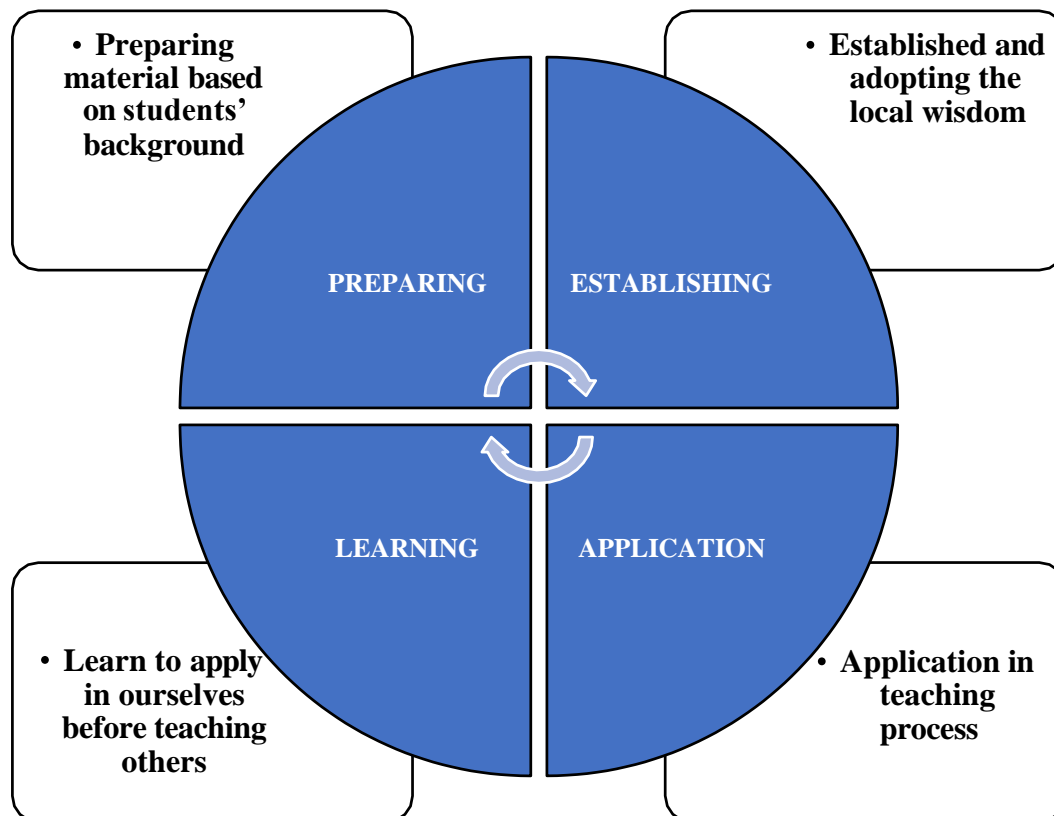 • Preparing
material based
on students’
background
• Established and
adopting the
local wisdom
PREPARING
ESTABLISHING
LEARNING
APPLICATION
• Learn to apply
in ourselves
before teaching
others
• Application in
teaching
process